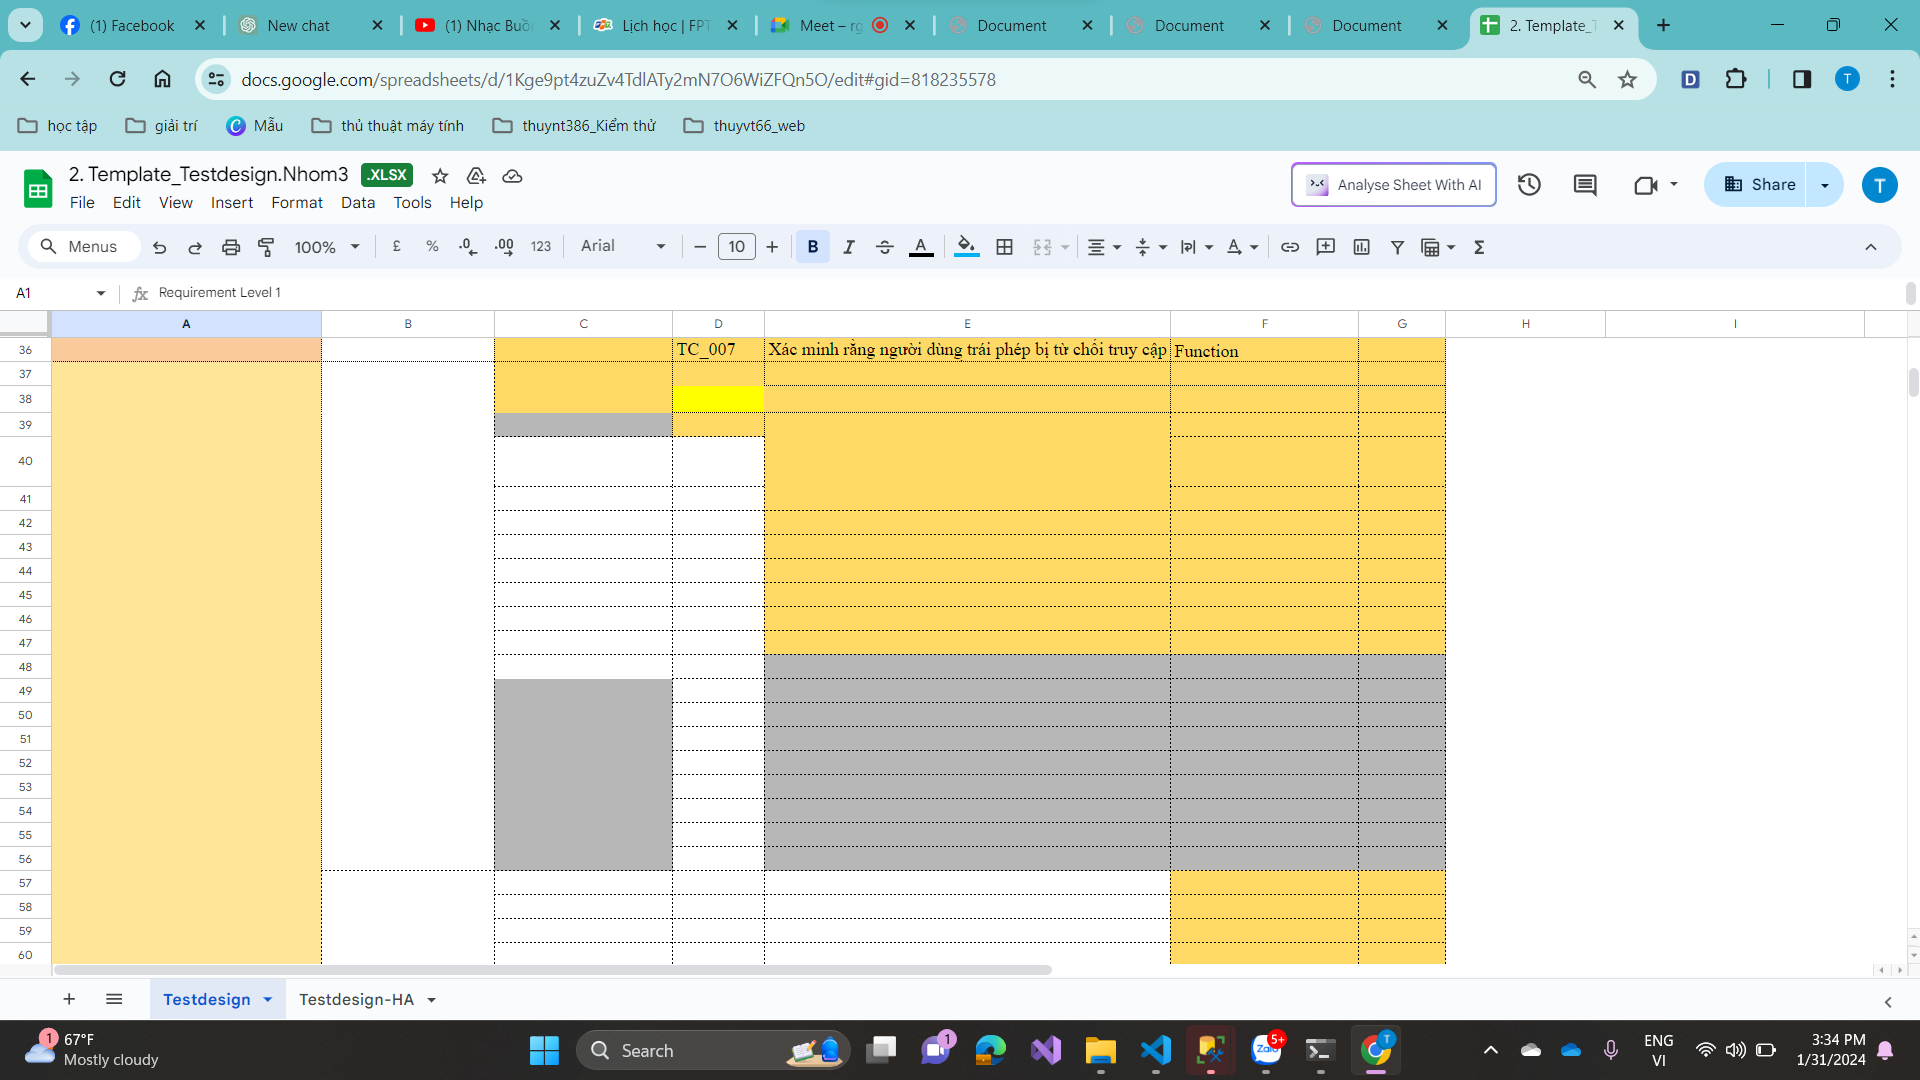 (1) Facebook
New chat
(1) Nhạc Buồn
Lịch học | FPT
Meet – rg
Document
Document
Document
2. Template_T
docs.google.com/spreadsheets/d/1Kge9pt4zuZv4TdlATy2mN7O6WiZFQn5O/edit#gid=818235578
D
T
học tập
giải trí
Mẫu
thủ thuật máy tính
thuynt386_Kiểm thử
thuyvt66_web
2. Template_Testdesign.Nhom3
.XLSX
Analyse Sheet With AI
Share
T
File Edit View Insert Format Data Tools Help
Menus
100%
£
%
.0
.00
123
Arial
10
B
I
A
A
Σ
A1
fx
Requirement Level 1
A B C D E F G H I
36 TC_007 Xác minh rằng người dùng trái phép bị từ chối truy cập Function
37
38
39
40
41
42
43
44
45
46
47
48
49
50
51
52
53
54
55
56
57
58
59
60
Testdesign
Testdesign-HA
1
67°F
Mostly cloudy
Search
1
Zalo
5+
T
ENG
VI
3:34 PM
1/31/2024